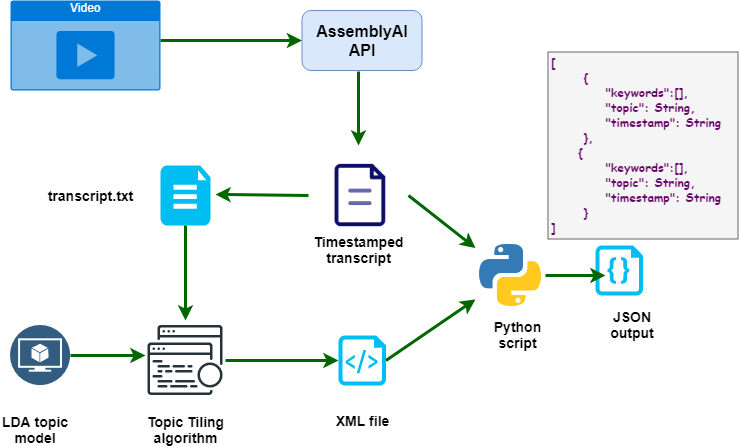 Video
AssemblyAI
API
[
{
"keywords":[],
"topic": String,
"timestamp": String
},
{
"keywords":[],
"topic": String,
"timestamp": String
}
]
transcript.txt
Timestamped
transcript
{}
Python
script
JSON
output
</>
LDA topic
model
Topic Tiling
algorithm
XML file